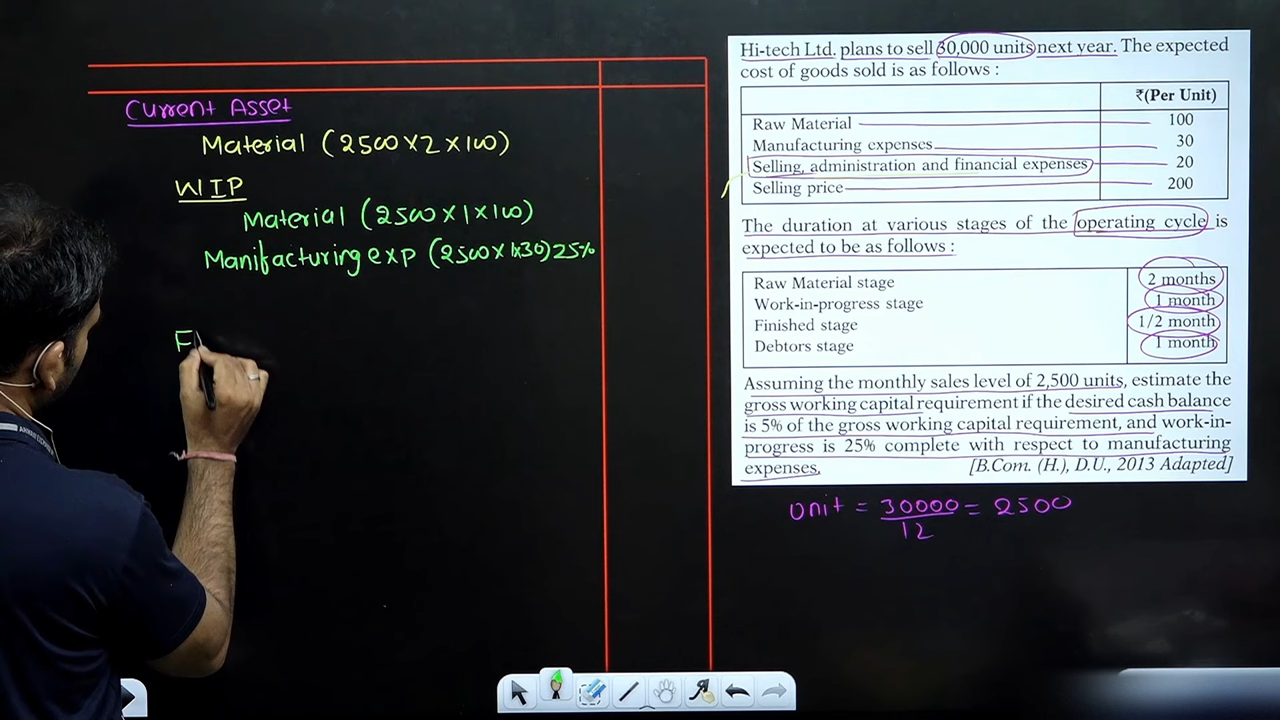 Current Asset
Material (2500×2×100)
WIP
Material (2500×1×100)
Manifacturing exp (2500×1×30)25%
F
Hi-tech Ltd. plans to sell 30,000 units next year. The expected
cost of goods sold is as follows :
₹(Per Unit)
Raw Material 100
Manufacturing expenses 30
Selling, administration and financial expenses 20
Selling price 200
The duration at various stages of the operating cycle is
expected to be as follows :
Raw Material stage 2 months
Work-in-progress stage 1 month
Finished stage 1/2 month
Debtors stage 1 month
Assuming the monthly sales level of 2,500 units, estimate the
gross working capital requirement if the desired cash balance
is 5% of the gross working capital requirement, and work-in-
progress is 25% complete with respect to manufacturing
expenses. [B.Com. (H.), D.U., 2013 Adapted]
Unit = 30000 = 2500
12